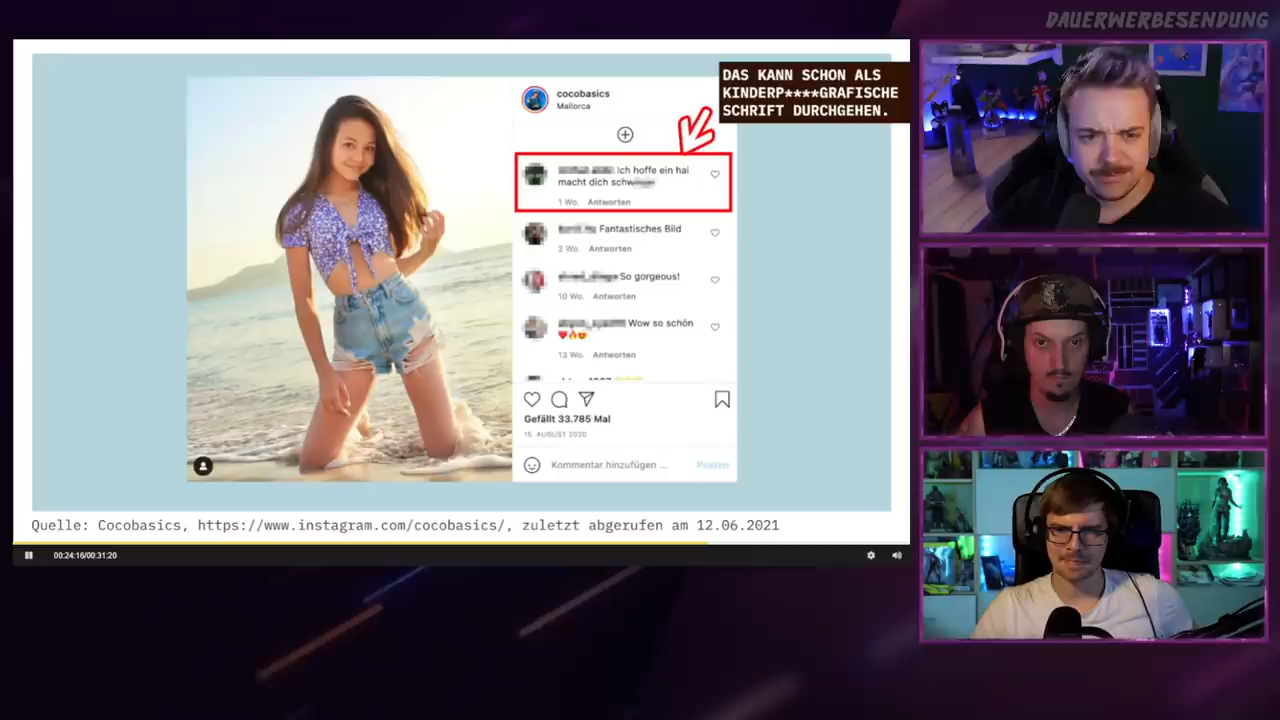 DAUERWERBESENDUNG
DAS KANN SCHON ALS
KINDERP****GRAFISCHE
SCHRIFT DURCHGEHEN.
cocobasics
Mallorca
Ich hoffe ein hai
macht dich
1 Wo. Antworten
Fantastisches Bild
2 Wo. Antworten
So gorgeous!
10 Wo. Antworten
Wow so schön
13 Wo. Antworten
Gefällt 33.785 Mal
15. AUGUST 2020
Kommentar hinzufügen ... Posten
Quelle: Cocobasics, https://www.instagram.com/cocobasics/, zuletzt abgerufen am 12.06.2021
00:24:16/00:31:20